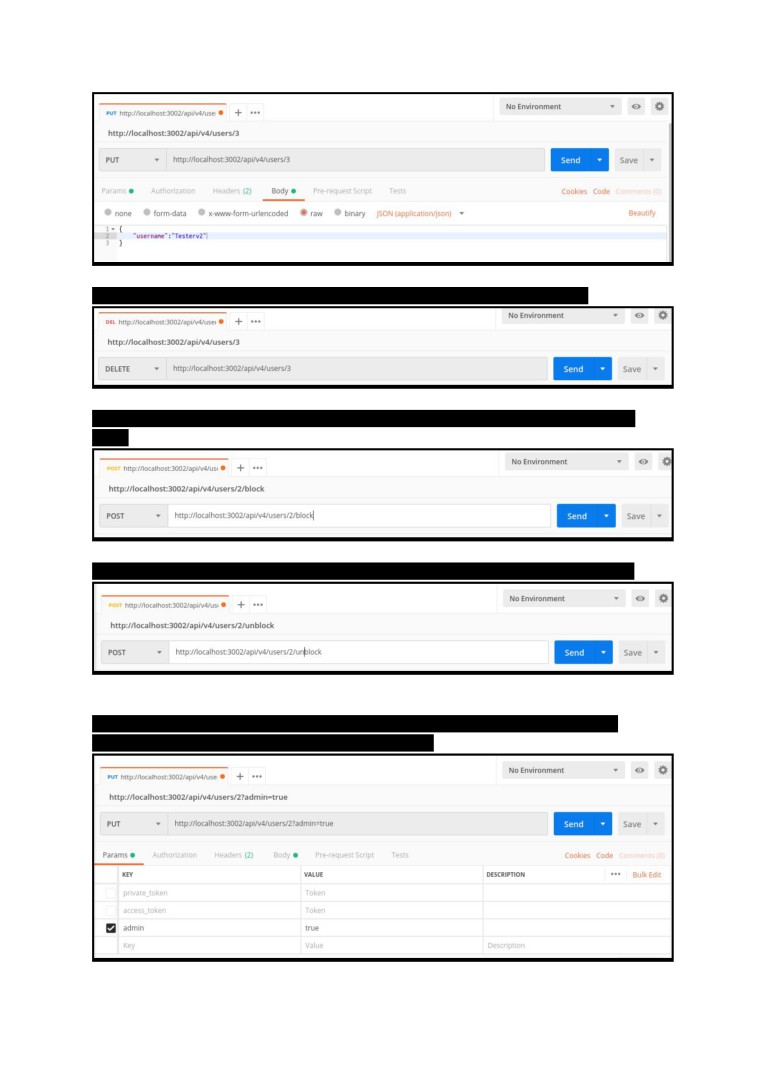 PUT http://localhost:3002/api/v4/use + ••• No Environment
http://localhost:3002/api/v4/users/3
PUT http://localhost:3002/api/v4/users/3 Send Save
Params Authorization Headers (2) Body Pre-request Script Tests Cookies Code Comments (0)
none form-data x-www-form-urlencoded raw binary JSON (application/json) Beautify
1 {
2 "username":"Testerv2"
3 }
DEL http://localhost:3002/api/v4/use + ••• No Environment
http://localhost:3002/api/v4/users/3
DELETE http://localhost:3002/api/v4/users/3 Send Save
POST http://localhost:3002/api/v4/us + ••• No Environment
http://localhost:3002/api/v4/users/2/block
POST http://localhost:3002/api/v4/users/2/block Send Save
POST http://localhost:3002/api/v4/us + ••• No Environment
http://localhost:3002/api/v4/users/2/unblock
POST http://localhost:3002/api/v4/users/2/unblock Send Save
PUT http://localhost:3002/api/v4/use + ••• No Environment
http://localhost:3002/api/v4/users/2?admin=true
PUT http://localhost:3002/api/v4/users/2?admin=true Send Save
Params Authorization Headers (2) Body Pre-request Script Tests Cookies Code Comments (0)
KEY VALUE DESCRIPTION ••• Bulk Edit
private_token Token
access_token Token
admin true
Key Value Description